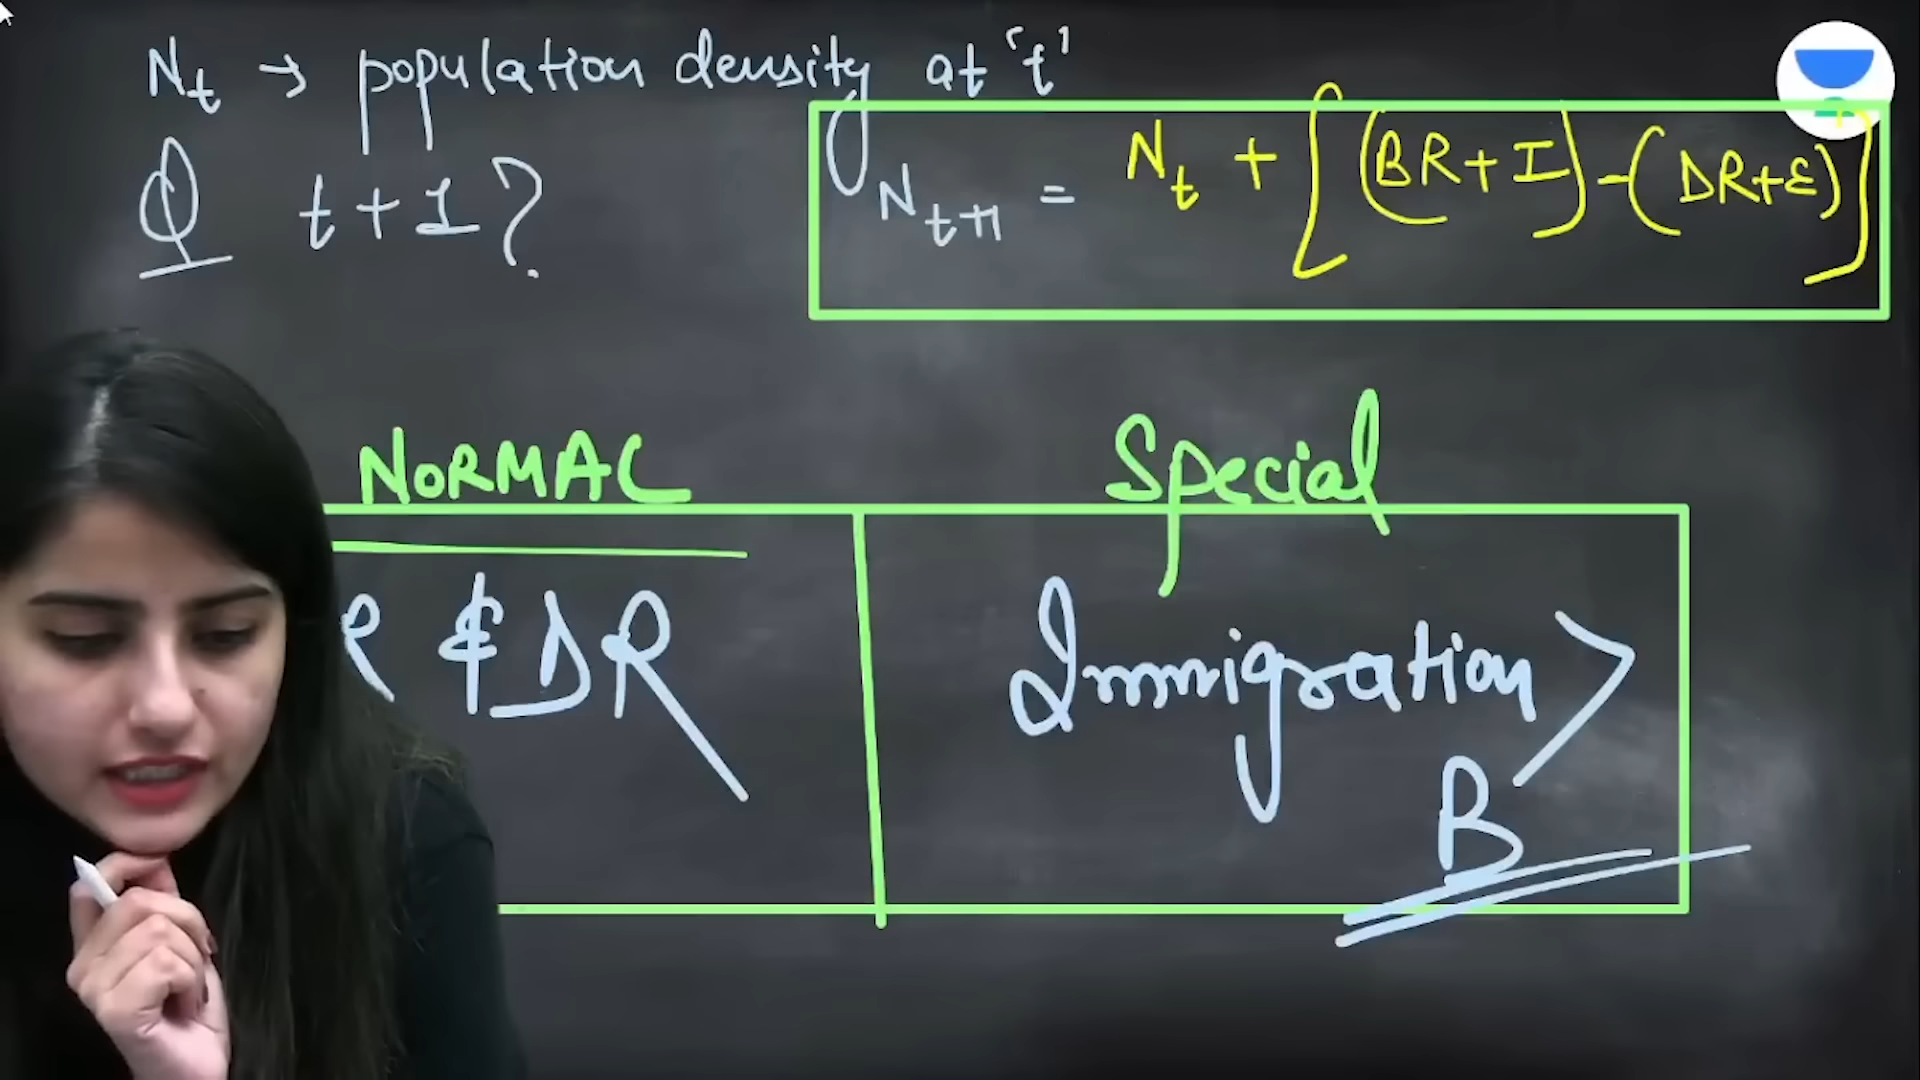 Nt → population density at 't'
Q t+1?
Nt+1 = Nt + [(BR+I)-(DR+E)]
NORMAL
Special
R & DR
Immigration >
B